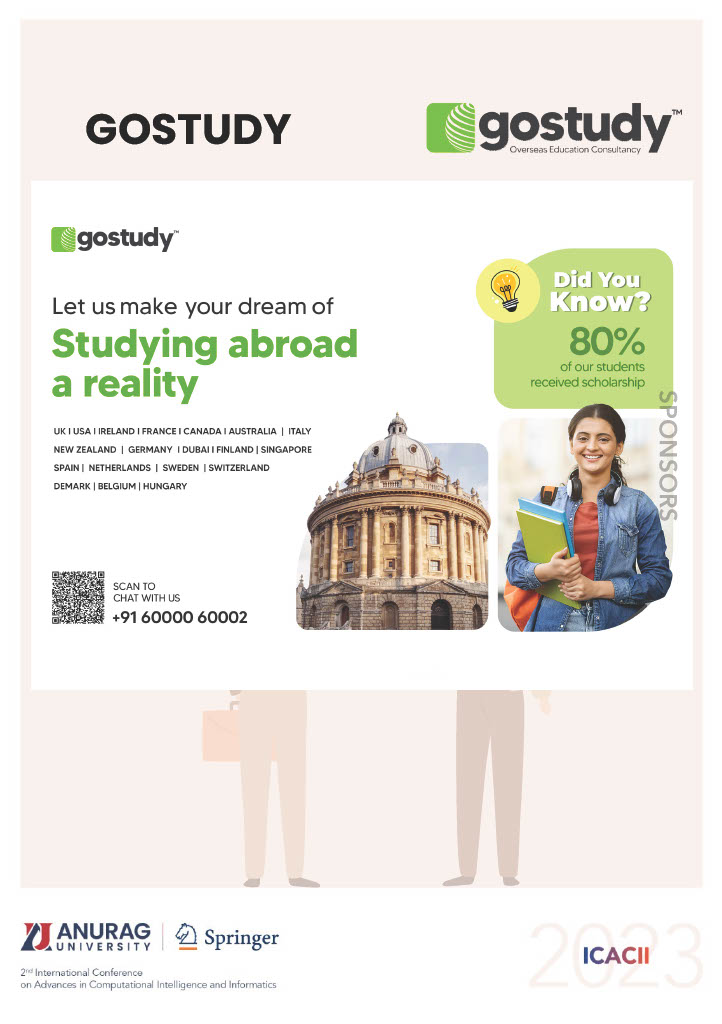 GOSTUDY
gostudy™
Overseas Education Consultancy
gostudy™
Let us make your dream of
Studying abroad
a reality
UK I USA I IRELAND I FRANCE I CANADA I AUSTRALIA | ITALY
NEW ZEALAND | GERMANY I DUBAI I FINLAND | SINGAPORE
SPAIN | NETHERLANDS | SWEDEN | SWITZERLAND
DEMARK | BELGIUM | HUNGARY
SCAN TO
CHAT WITH US
+91 60000 60002
Did You
Know?
80%
of our students
received scholarship
SPONSORS
ANURAG
UNIVERSITY
Springer
2nd International Conference
on Advances in Computational Intelligence and Informatics
2023
ICACII